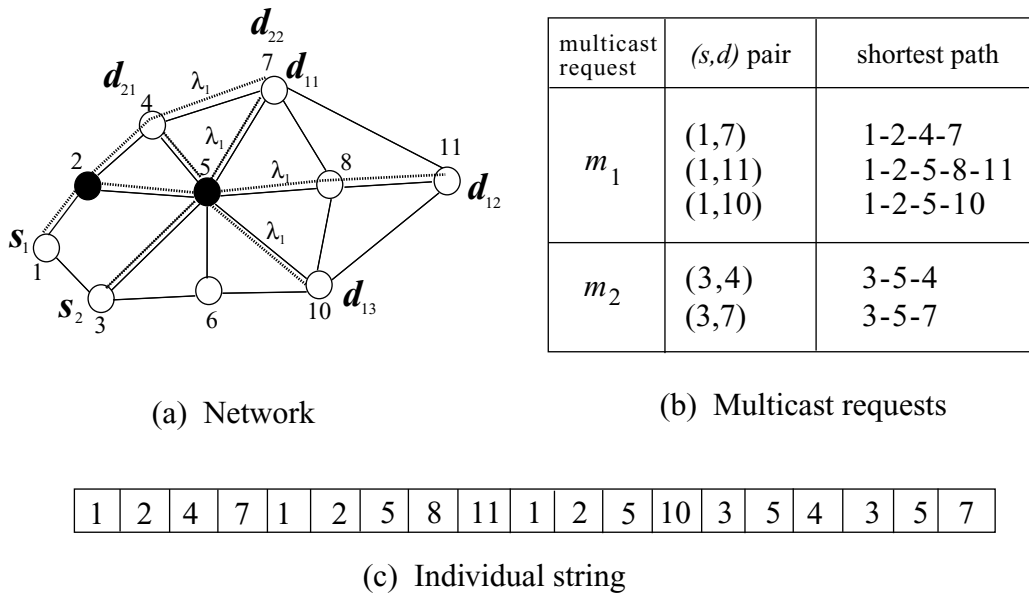 d₂₂
7
d₂₁
λ₁
d₁₁
4
λ₁
2
5
λ₁
8
11
d₁₂
s₁
1
λ₁
s₂
3
6
10
d₁₃
(a) Network
multicast request
(s,d) pair
shortest path
m₁
(1,7)
1-2-4-7
(1,11)
1-2-5-8-11
(1,10)
1-2-5-10
m₂
(3,4)
3-5-4
(3,7)
3-5-7
(b) Multicast requests
1 2 4 7 1 2 5 8 11 1 2 5 10 3 5 4 3 5 7
(c) Individual string